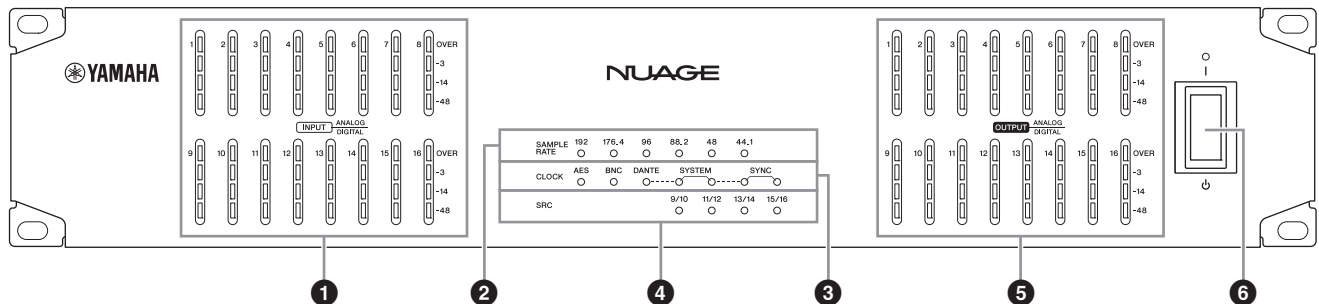 1 2 3 4 5 6 7 8 OVER
-3
-14
-48
YAMAHA
INPUT ANALOG
DIGITAL
9 10 11 12 13 14 15 16 OVER
-3
-14
-48
NUAGE
SAMPLE RATE 192 176.4 96 88.2 48 44.1
CLOCK AES BNC DANTE SYSTEM SYNC
SRC 9/10 11/12 13/14 15/16
1 2 3 4 5 6 7 8 OVER
-3
-14
-48
OUTPUT ANALOG
DIGITAL
9 10 11 12 13 14 15 16 OVER
-3
-14
-48
I
1 2 4 3 5 6